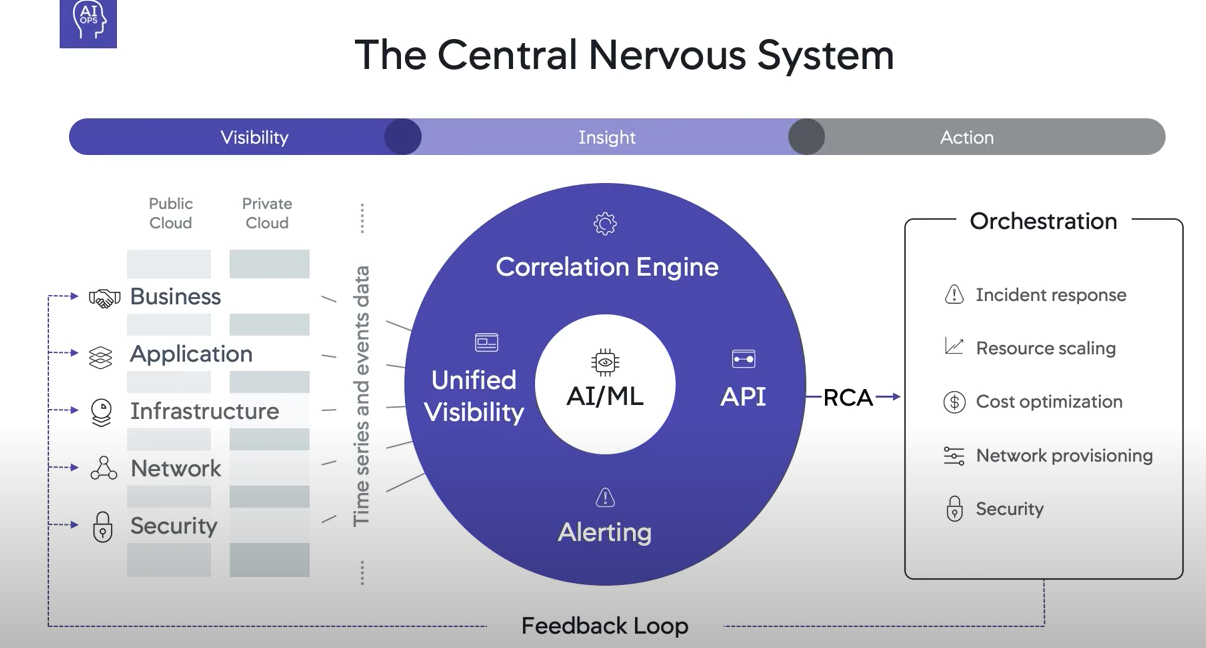 AI
OPS
The Central Nervous System
Visibility
Insight
Action
Public
Cloud
Private
Cloud
Business
Application
Infrastructure
Network
Security
Time series and events data
Correlation Engine
Unified
Visibility
AI/ML
API
Alerting
RCA
Orchestration
Incident response
Resource scaling
Cost optimization
Network provisioning
Security
Feedback Loop